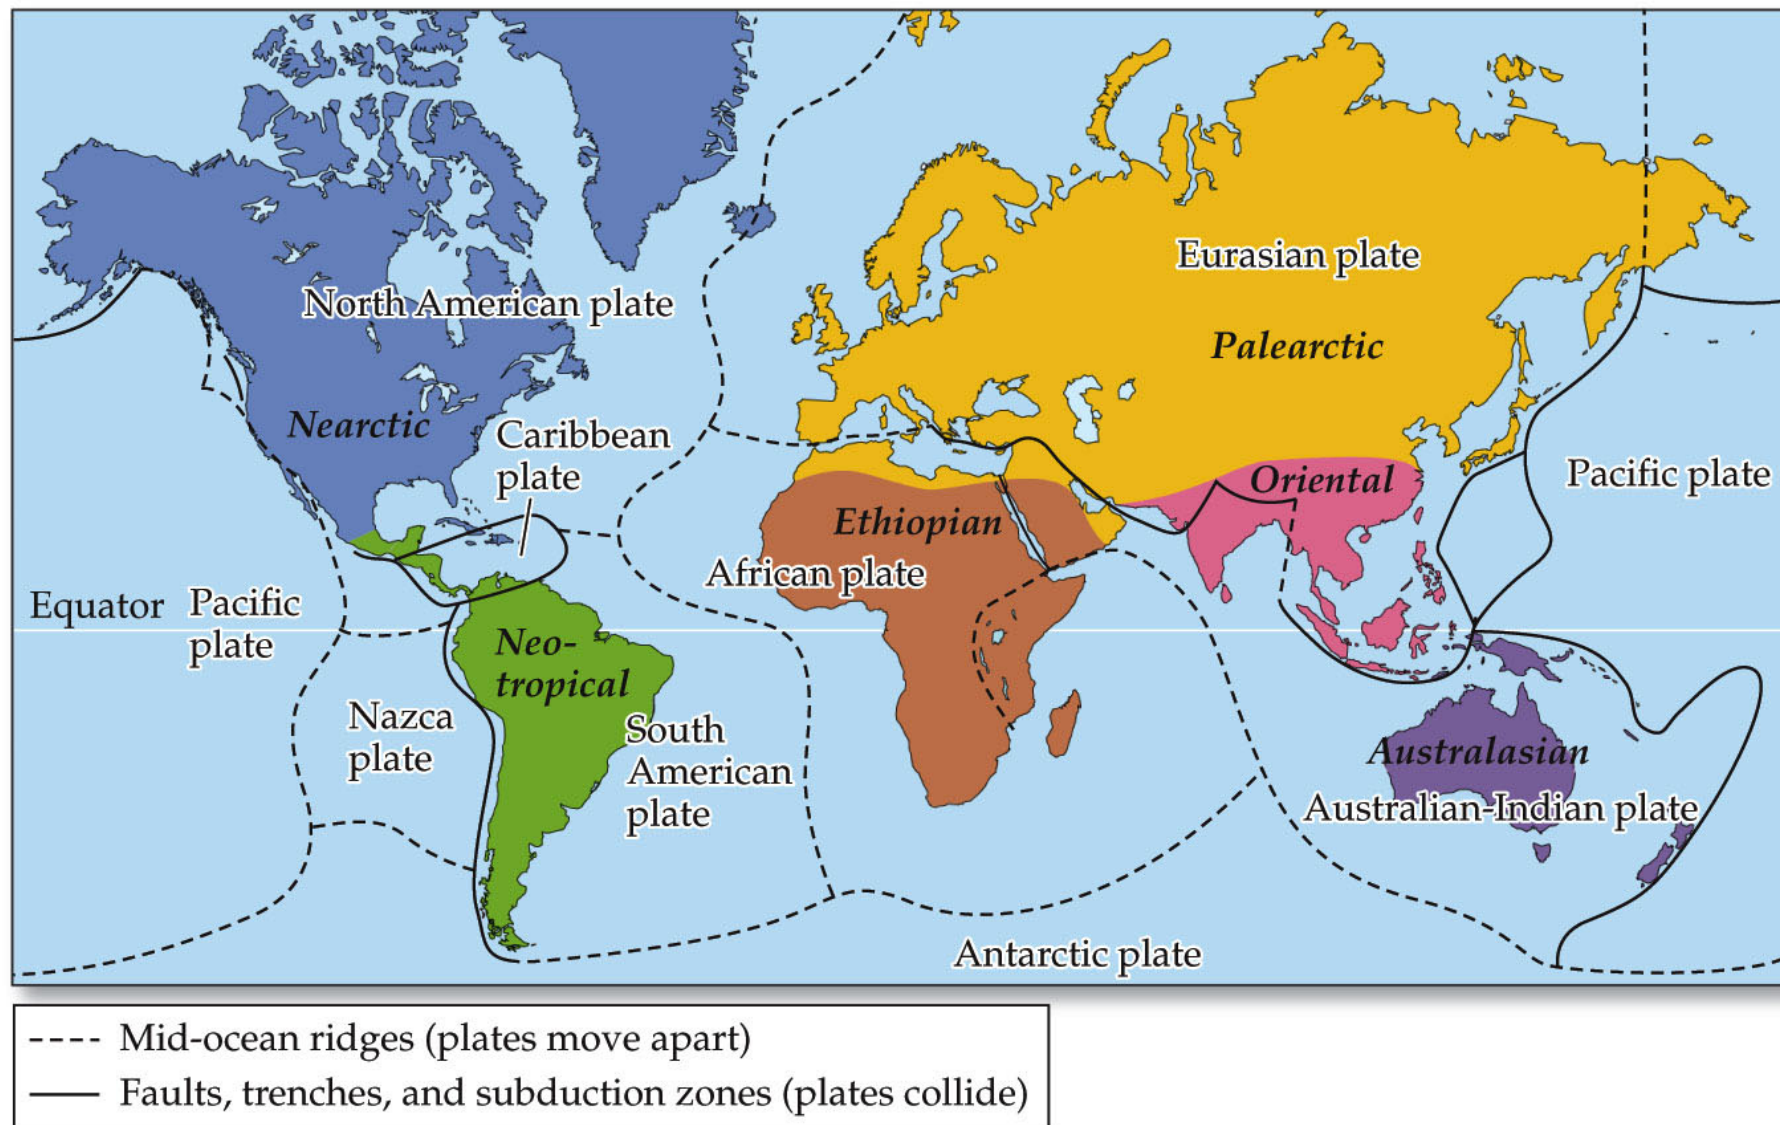 Eurasian plate
North American plate
Palearctic
Nearctic
Caribbean
plate
Oriental
Pacific plate
Ethiopian
African plate
Equator
Pacific
plate
Neo-
tropical
Nazca
plate
South
American
plate
Australasian
Australian-Indian plate
Antarctic plate
Mid-ocean ridges (plates move apart)
Faults, trenches, and subduction zones (plates collide)